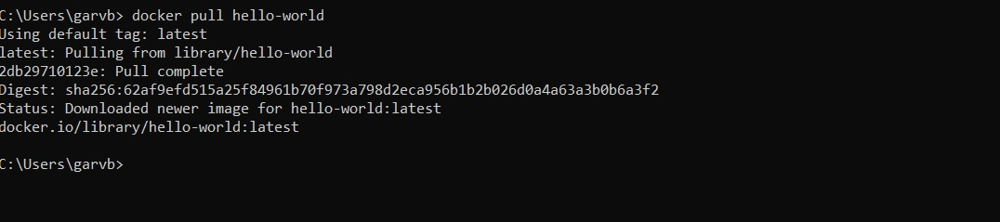 C:\Users\garvb> docker pull hello-world
Using default tag: latest
latest: Pulling from library/hello-world
2db29710123e: Pull complete
Digest: sha256:62af9efd515a25f84961b70f973a798d2eca956b1b2b026d0a4a63a3b0b6a3f2
Status: Downloaded newer image for hello-world:latest
docker.io/library/hello-world:latest
C:\Users\garvb>